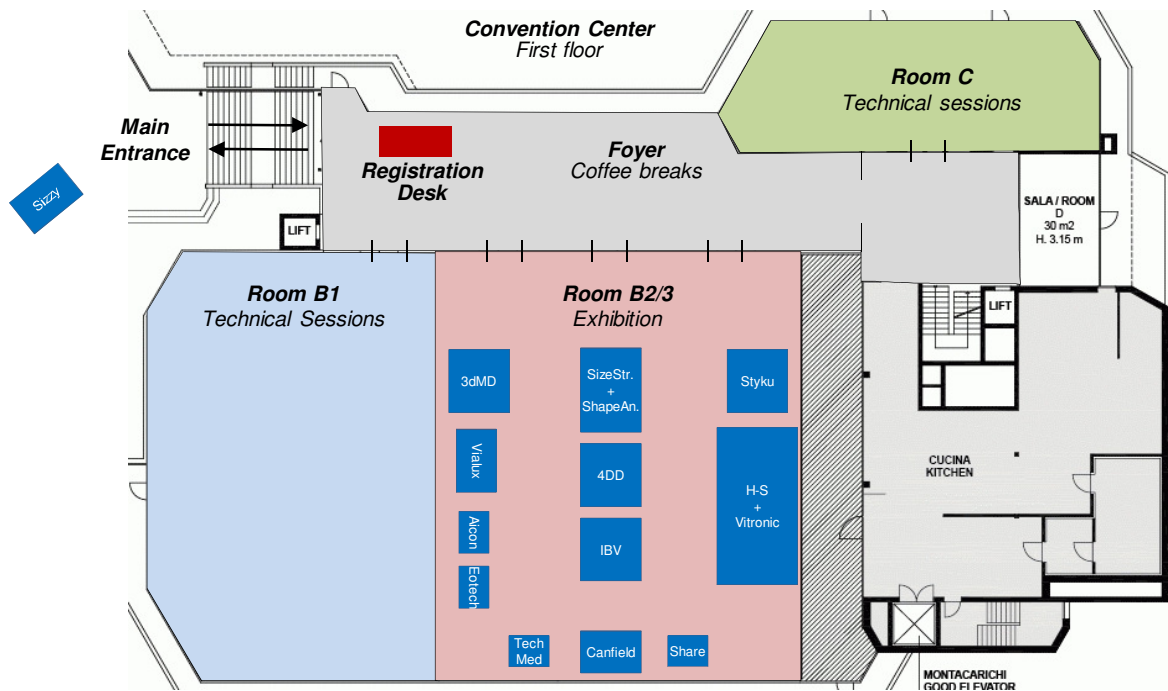 Convention Center
First floor
Room C
Technical sessions
Main
Entrance
Sizzy
Registration
Desk
Foyer
Coffee breaks
SALA / ROOM
D
30 m2
H. 3.15 m
LIFT
Room B1
Technical Sessions
Room B2/3
Exhibition
LIFT
3dMD
SizeStr.
+
ShapeAn.
Styku
Vialux
4DD
H-S
+
Vitronic
CUCINA
KITCHEN
Aicon
IBV
Eotech
Tech
Med
Canfield
Share
MONTACARICHI
GOOD ELEVATOR